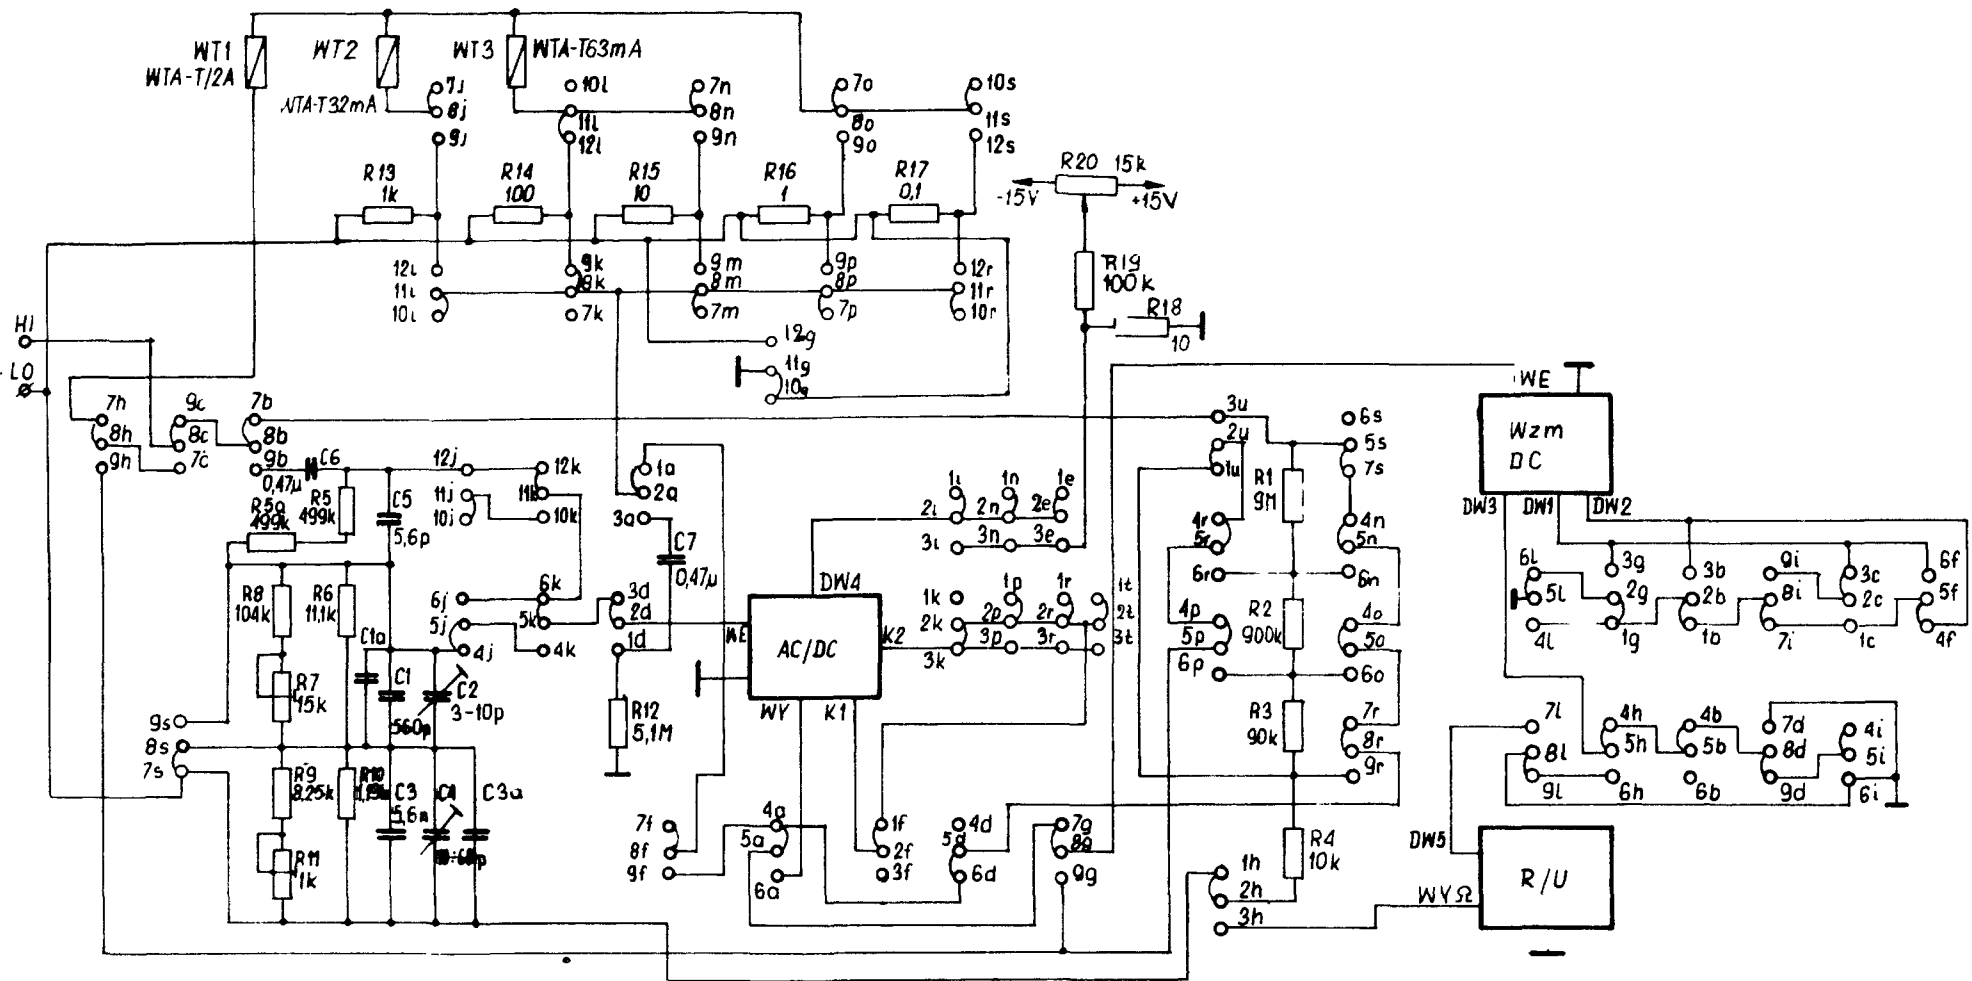 WT1
WTA-T/2A
WT2
WTA-T32mA
WT3
WTA-T63mA
7j
8j
9j
10l
11l
12l
7n
8n
9n
7o
8o
9o
10s
11s
12s
R13
1k
R14
100
R15
10
R16
1
R17
0,1
R20 15k
-15V
+15V
R19
100k
R18
10
12i
11i
10i
9k
8k
7k
9m
8m
7m
9p
8p
7p
12r
11r
10r
HI
LO
12g
11g
10g
7h
8h
9h
9c
8c
7c
7b
8b
9b
C6
0,47µ
R5a
499k
R5
499k
C5
5,6p
12j
11j
10j
12k
11k
10k
1a
2a
3a
C7
0,47µ
R8
104k
R6
11,1k
C1a
R7
15k
C1
560p
C2
3-10p
6j
5j
4j
6k
5k
4k
3d
2d
1d
R12
5,1M
9s
8s
7s
R9
8,25k
R10
C3
5,6n
C4
C3a
R11
1k
WE
DW4
AC/DC
K2
WY
K1
1i
2i
3i
1n
2n
3n
1e
2e
3e
1k
2k
3k
1p
2p
3p
1r
2r
3r
1t
2t
3t
7f
8f
9f
4a
5a
6a
1f
2f
3f
4d
5d
6d
7g
8g
9g
3u
2u
1u
4r
5r
6r
4p
5p
6p
R1
9M
R2
900k
R3
90k
R4
10k
6s
5s
7s
4n
5n
6n
4o
5o
6o
7r
8r
9r
1h
2h
3h
WE
Wzm
DC
DW3
DW1
DW2
6l
5l
4l
3g
2g
1g
3b
2b
1b
9i
8i
7i
3c
2c
1c
6f
5f
4f
7l
8l
9l
4h
5h
6h
4b
5b
6b
7d
8d
9d
4i
5i
6i
DW5
WYΩ
R/U